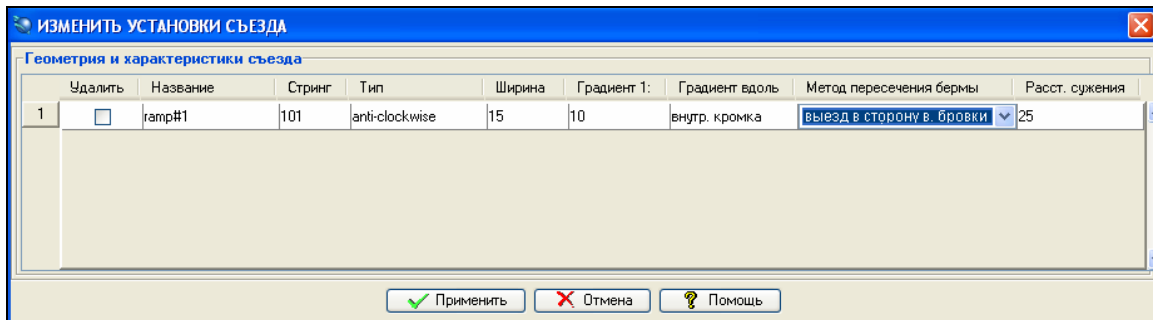 ИЗМЕНИТЬ УСТАНОВКИ СЪЕЗДА
Геометрия и характеристики съезда
Удалить Название Стринг Тип Ширина Градиент 1: Градиент вдоль Метод пересечения бермы Расст. сужения
1 ramp#1 101 anti-clockwise 15 10 внутр. кромка выезд в сторону в. бровки 25
Применить Отмена Помощь